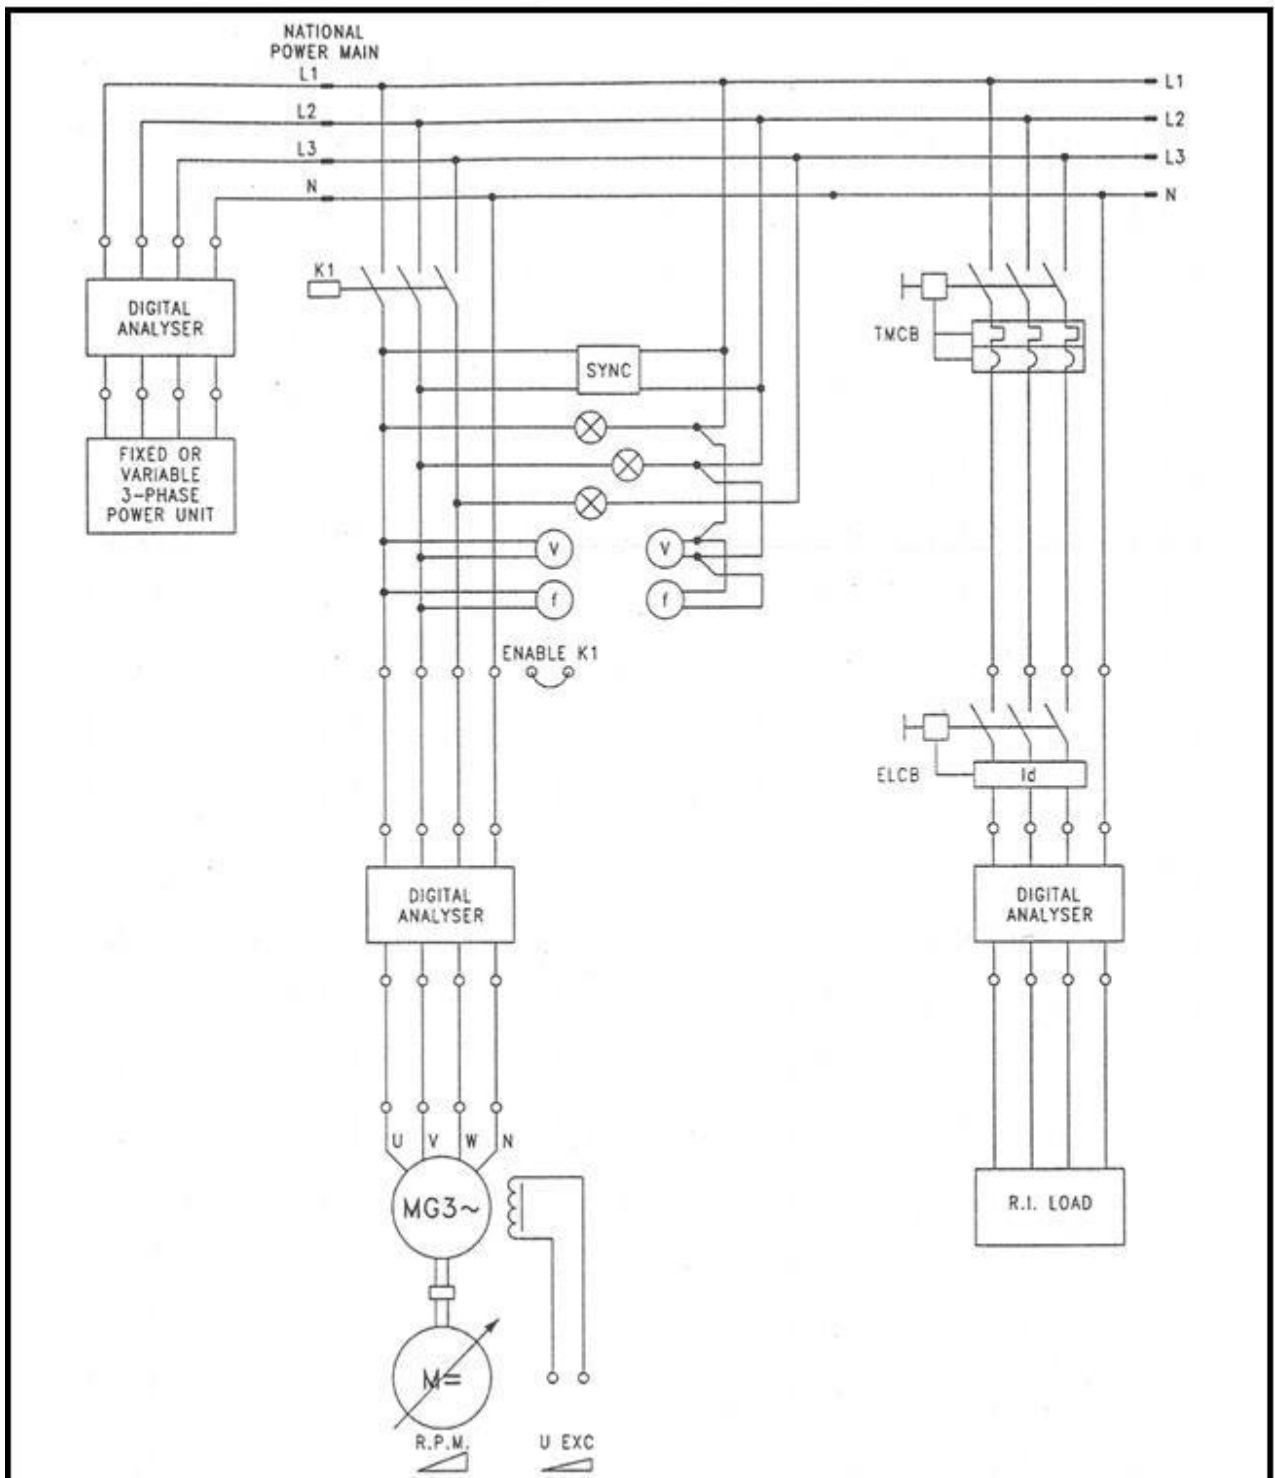 NATIONAL
POWER MAIN
L1
L1
L2
L2
L3
L3
N
N
K1
DIGITAL
ANALYSER
TMCB
SYNC
FIXED OR
VARIABLE
3-PHASE
POWER UNIT
V
V
f
f
ENABLE K1
ELCB
Id
DIGITAL
ANALYSER
DIGITAL
ANALYSER
U V W N
MG3~
R.I. LOAD
M=
R.P.M.
U EXC